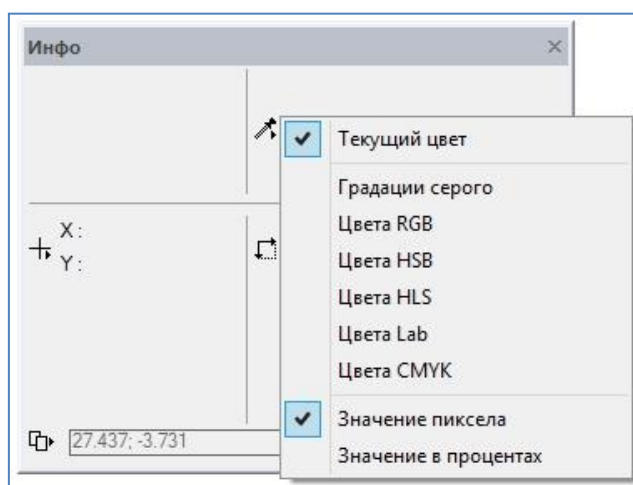 Инфо
Текущий цвет
Градации серого
Цвета RGB
X :
Цвета HSB
Y :
Цвета HLS
Цвета Lab
Цвета CMYK
Значение пиксела
27.437; -3.731
Значение в процентах